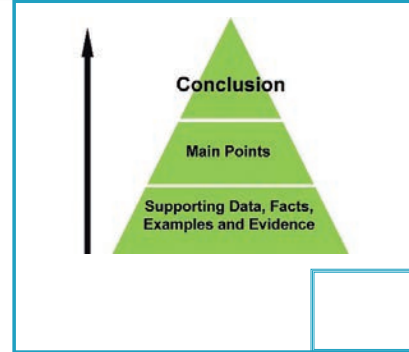 Conclusion
Main Points
Supporting Data, Facts,
Examples and Evidence